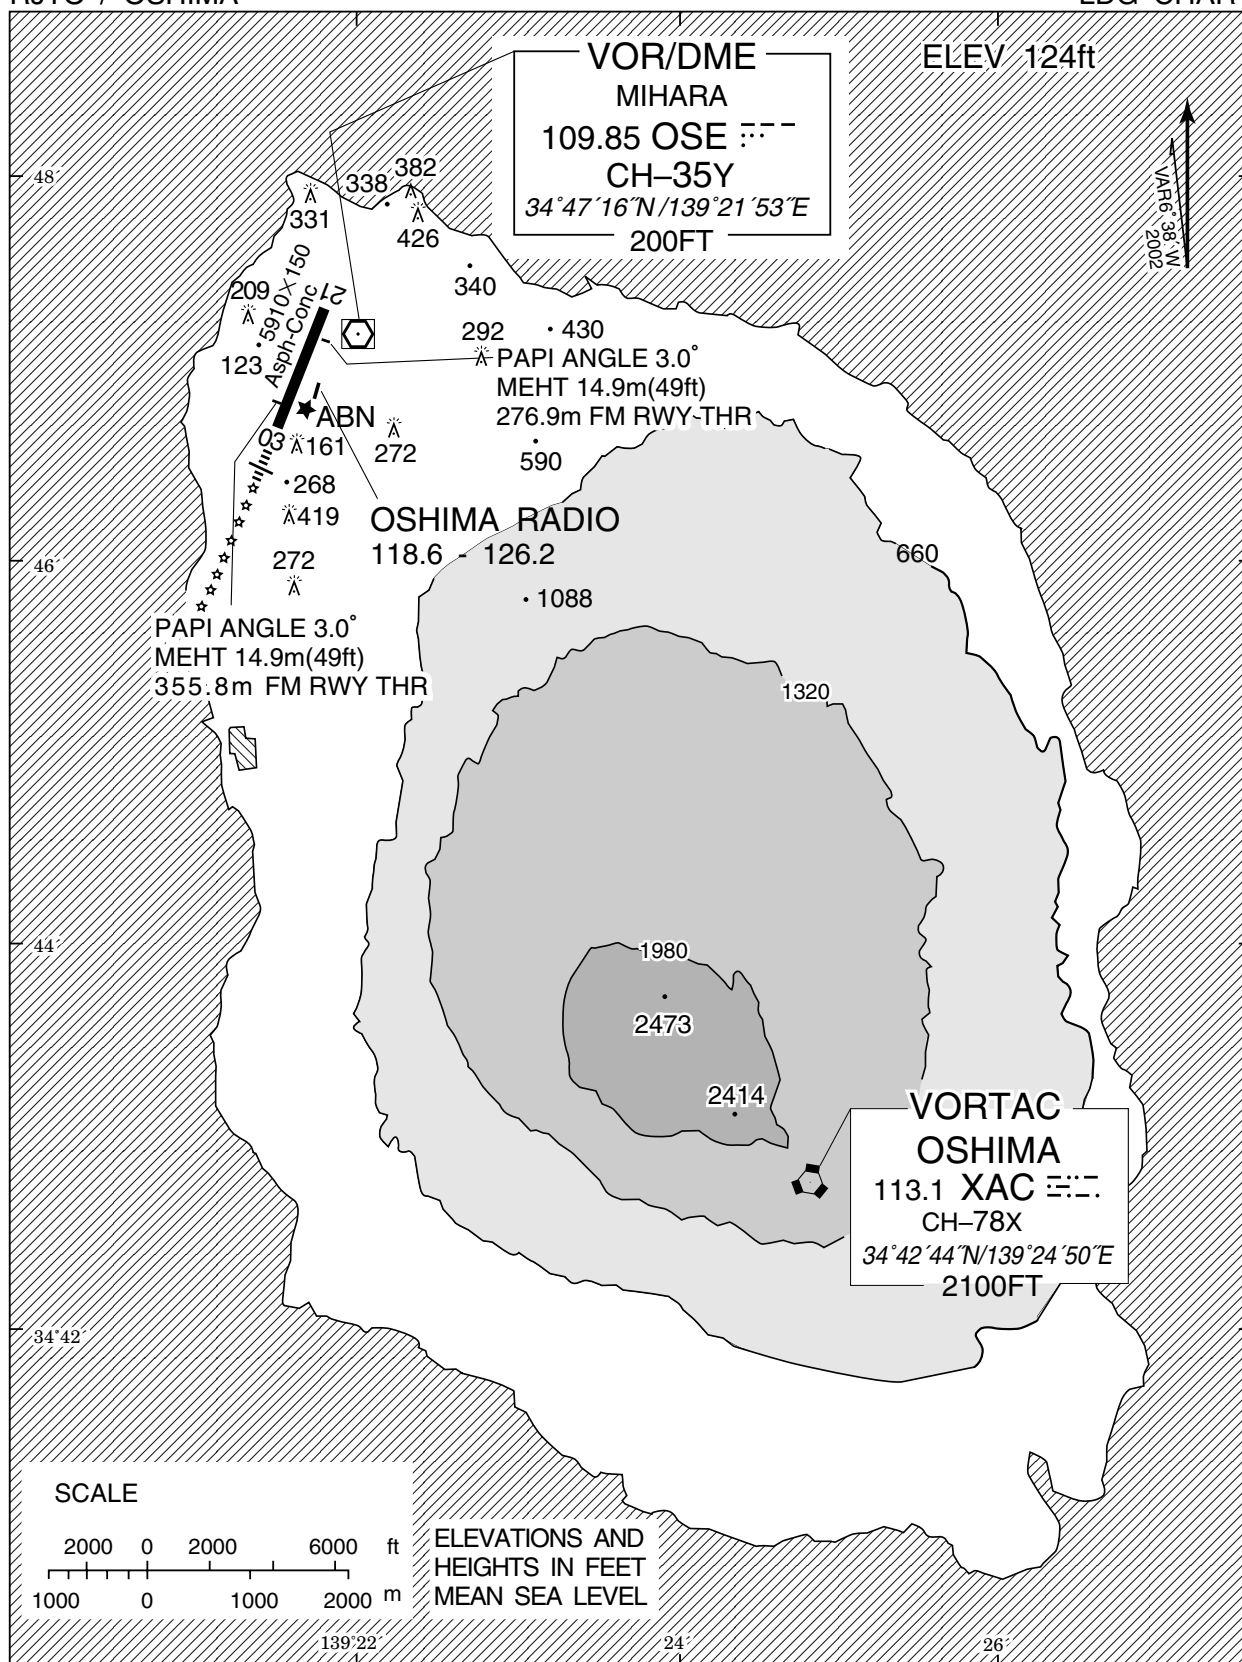 VOR/DME
MIHARA
109.85 OSE
CH–35Y
34°47´16˝N/139°21´53˝E
200FT
ELEV 124ft
VAR6°38´W
2002
48´
338
382
331
426
340
209
5910×150
Asph-Conc
21
123
292
430
PAPI ANGLE 3.0°
MEHT 14.9m(49ft)
276.9m FM RWY THR
ABN
03
161
272
590
268
419
OSHIMA RADIO
118.6 - 126.2
660
46´
272
1088
PAPI ANGLE 3.0°
MEHT 14.9m(49ft)
355.8m FM RWY THR
1320
44´
1980
2473
2414
VORTAC
OSHIMA
113.1 XAC
CH–78X
34°42´44˝N/139°24´50˝E
2100FT
34°42´
SCALE
2000 0 2000 6000 ft
1000 0 1000 2000 m
ELEVATIONS AND
HEIGHTS IN FEET
MEAN SEA LEVEL
139°22´
24´
26´